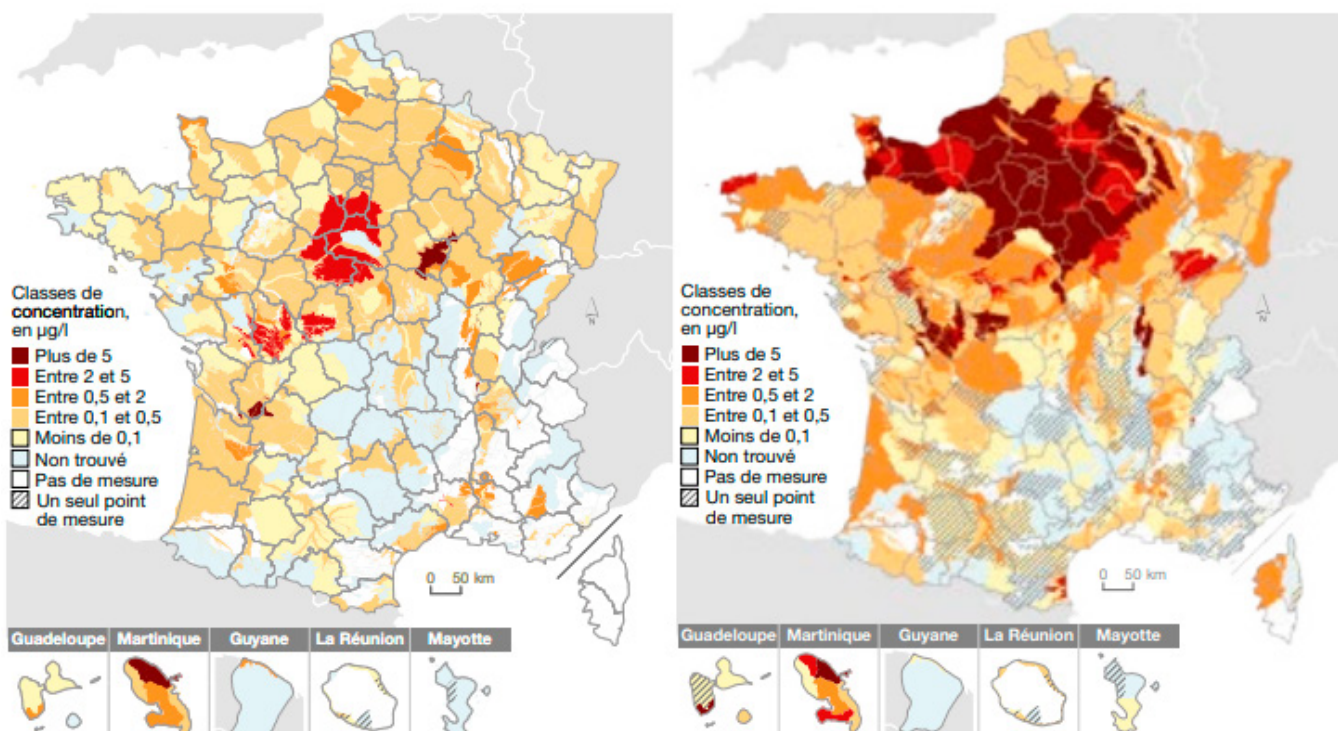 Classes de
concentration,
en µg/l
Plus de 5
Entre 2 et 5
Entre 0,5 et 2
Entre 0,1 et 0,5
Moins de 0,1
Non trouvé
Pas de mesure
Un seul point
de mesure
N
0 50 km
Guadeloupe Martinique Guyane La Réunion Mayotte
Classes de
concentration,
en µg/l
Plus de 5
Entre 2 et 5
Entre 0,5 et 2
Entre 0,1 et 0,5
Moins de 0,1
Non trouvé
Pas de mesure
Un seul point
de mesure
N
0 50 km
Guadeloupe Martinique Guyane La Réunion Mayotte